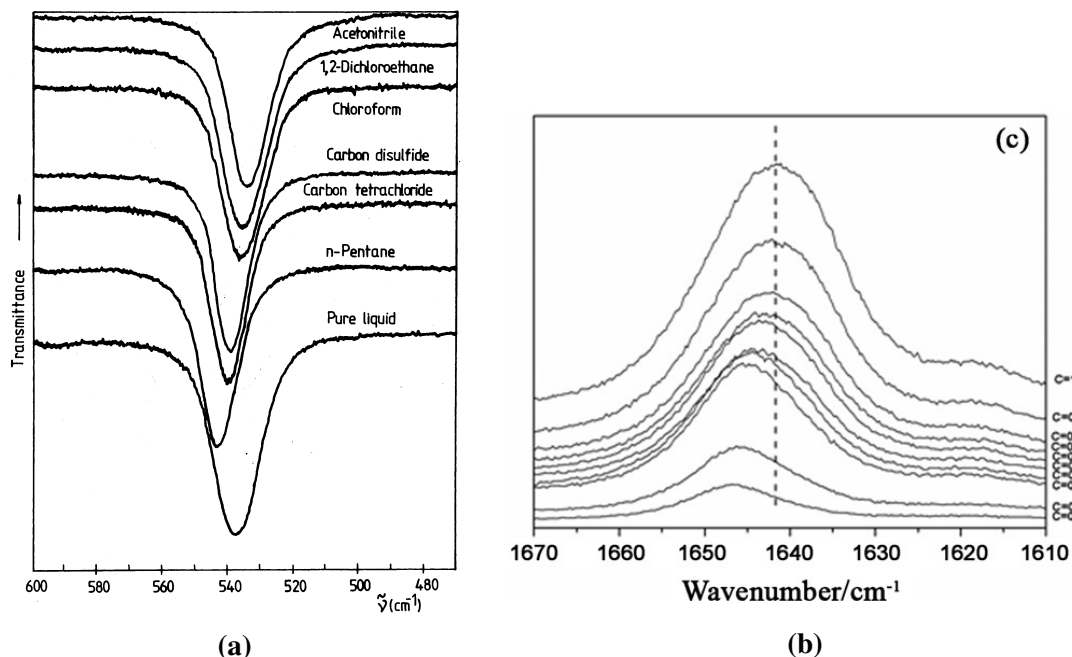 Acetonitrile
1,2-Dichloroethane
Chloroform
Carbon disulfide
Carbon tetrachloride
n-Pentane
Pure liquid
Transmittance
600 580 560 540 520 500 480
ν̃ (cm⁻¹)
(a)
(c)
C=
C=
C=
C=
C=
C=
C=
C=
1670 1660 1650 1640 1630 1620 1610
Wavenumber/cm⁻¹
(b)